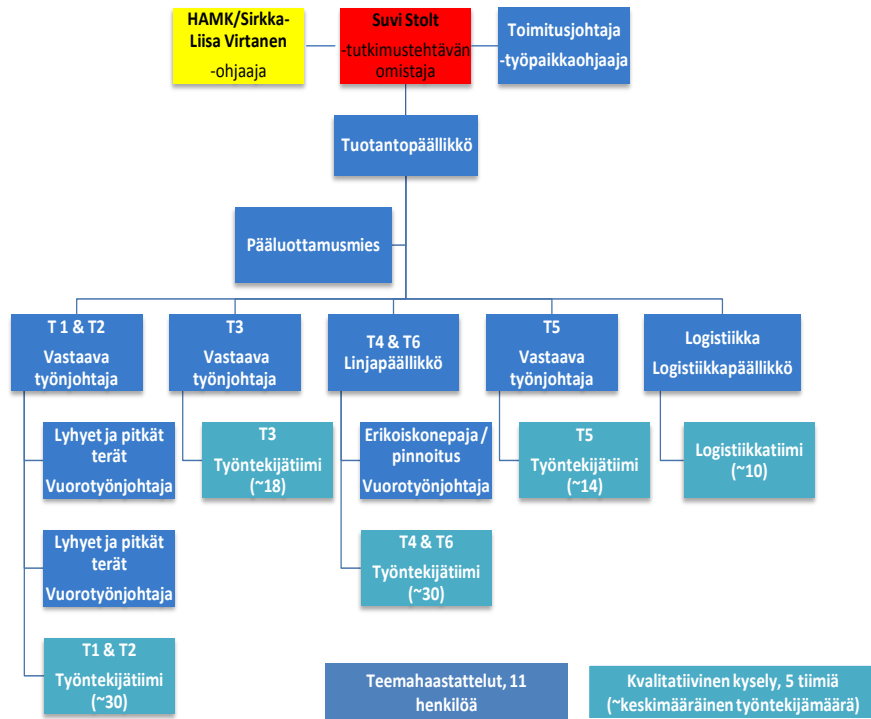 HAMK/Sirkka-
Liisa Virtanen
-ohjaaja
Suvi Stolt
-tutkimustehtävän
omistaja
Toimitusjohtaja
-työpaikkaohjaaja
Tuotantopäällikkö
Pääluottamusmies
T 1 & T2
Vastaava
työnjohtaja
T3
Vastaava
työnjohtaja
T4 & T6
Linjapäällikkö
T5
Vastaava
työnjohtaja
Logistiikka
Logistiikkapäällikkö
Lyhyet ja pitkät
terät
Vuorotyönjohtaja
T3
Työntekijätiimi
(~18)
Erikoiskonepaja /
pinnoitus
Vuorotyönjohtaja
T5
Työntekijätiimi
(~14)
Logistiikkatiimi
(~10)
Lyhyet ja pitkät
terät
Vuorotyönjohtaja
T4 & T6
Työntekijätiimi
(~30)
T1 & T2
Työntekijätiimi
(~30)
Teemahaastattelut, 11
henkilöä
Kvalitatiivinen kysely, 5 tiimiä
(~keskimääräinen työntekijämäärä)